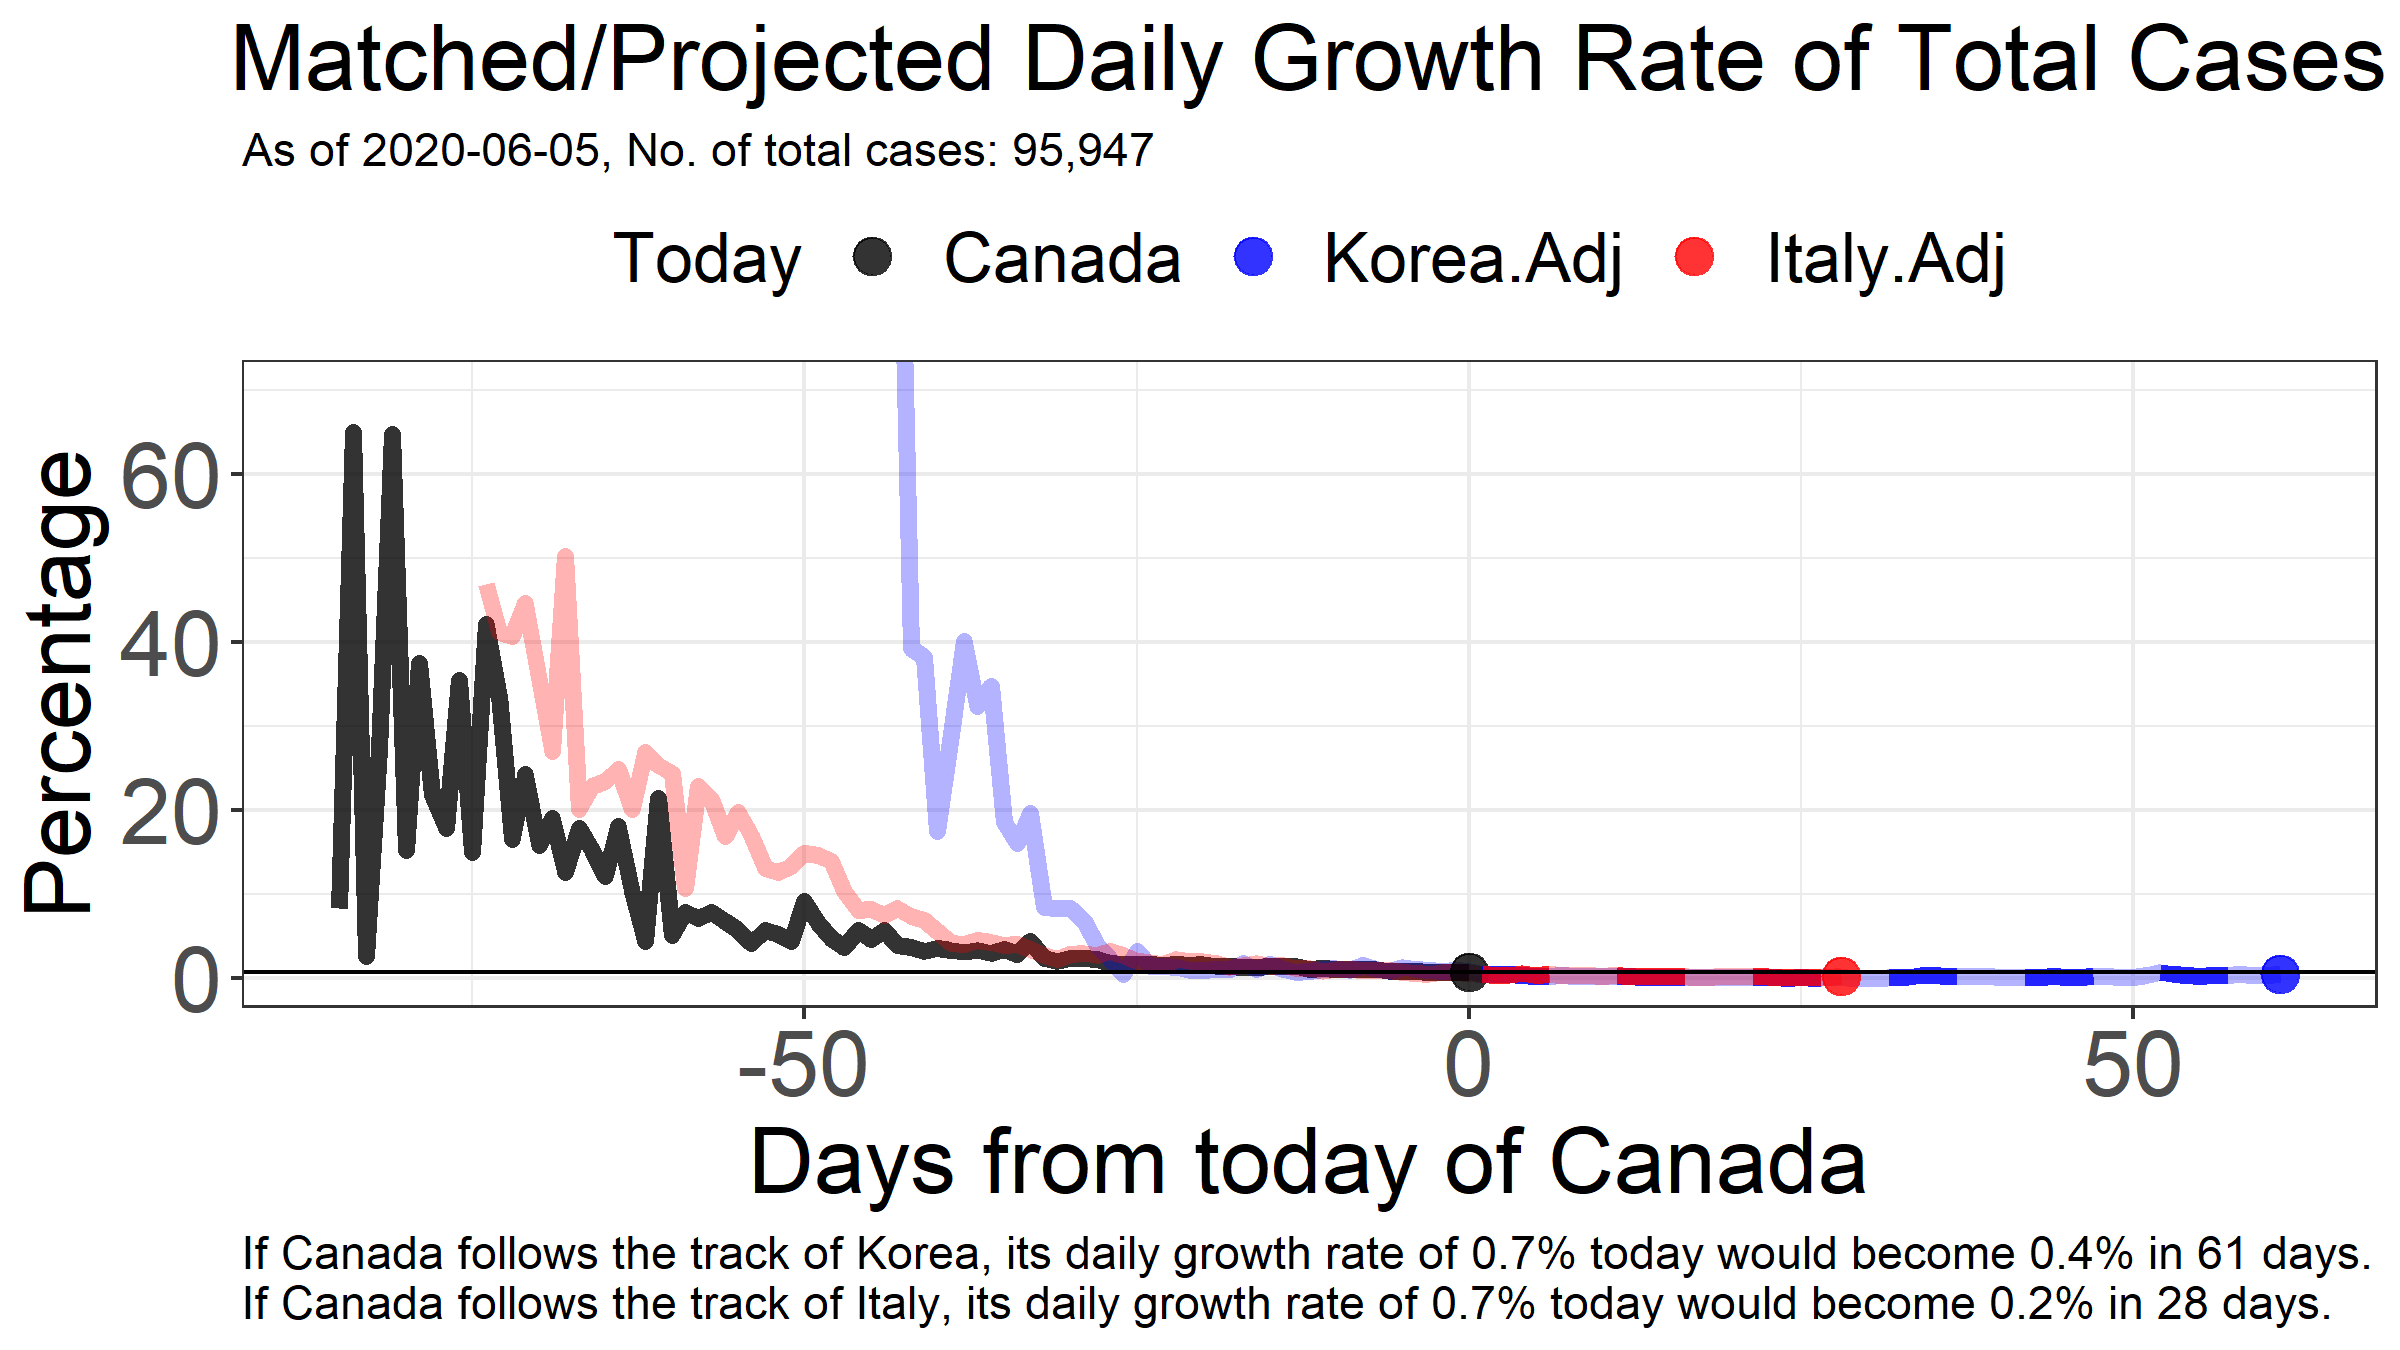 Matched/Projected Daily Growth Rate of Total Cases
As of 2020-06-05, No. of total cases: 95,947
Today Canada Korea.Adj Italy.Adj
Percentage
60
40
20
0
-50 0 50
Days from today of Canada
If Canada follows the track of Korea, its daily growth rate of 0.7% today would become 0.4% in 61 days.
If Canada follows the track of Italy, its daily growth rate of 0.7% today would become 0.2% in 28 days.